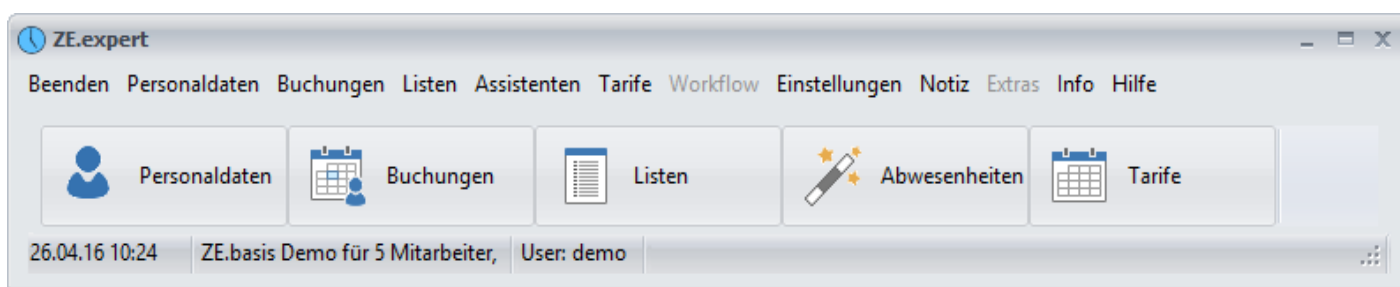 ZE.expert
Beenden Personaldaten Buchungen Listen Assistenten Tarife Workflow Einstellungen Notiz Extras Info Hilfe
Personaldaten Buchungen Listen Abwesenheiten Tarife
26.04.16 10:24 ZE.basis Demo für 5 Mitarbeiter, User: demo